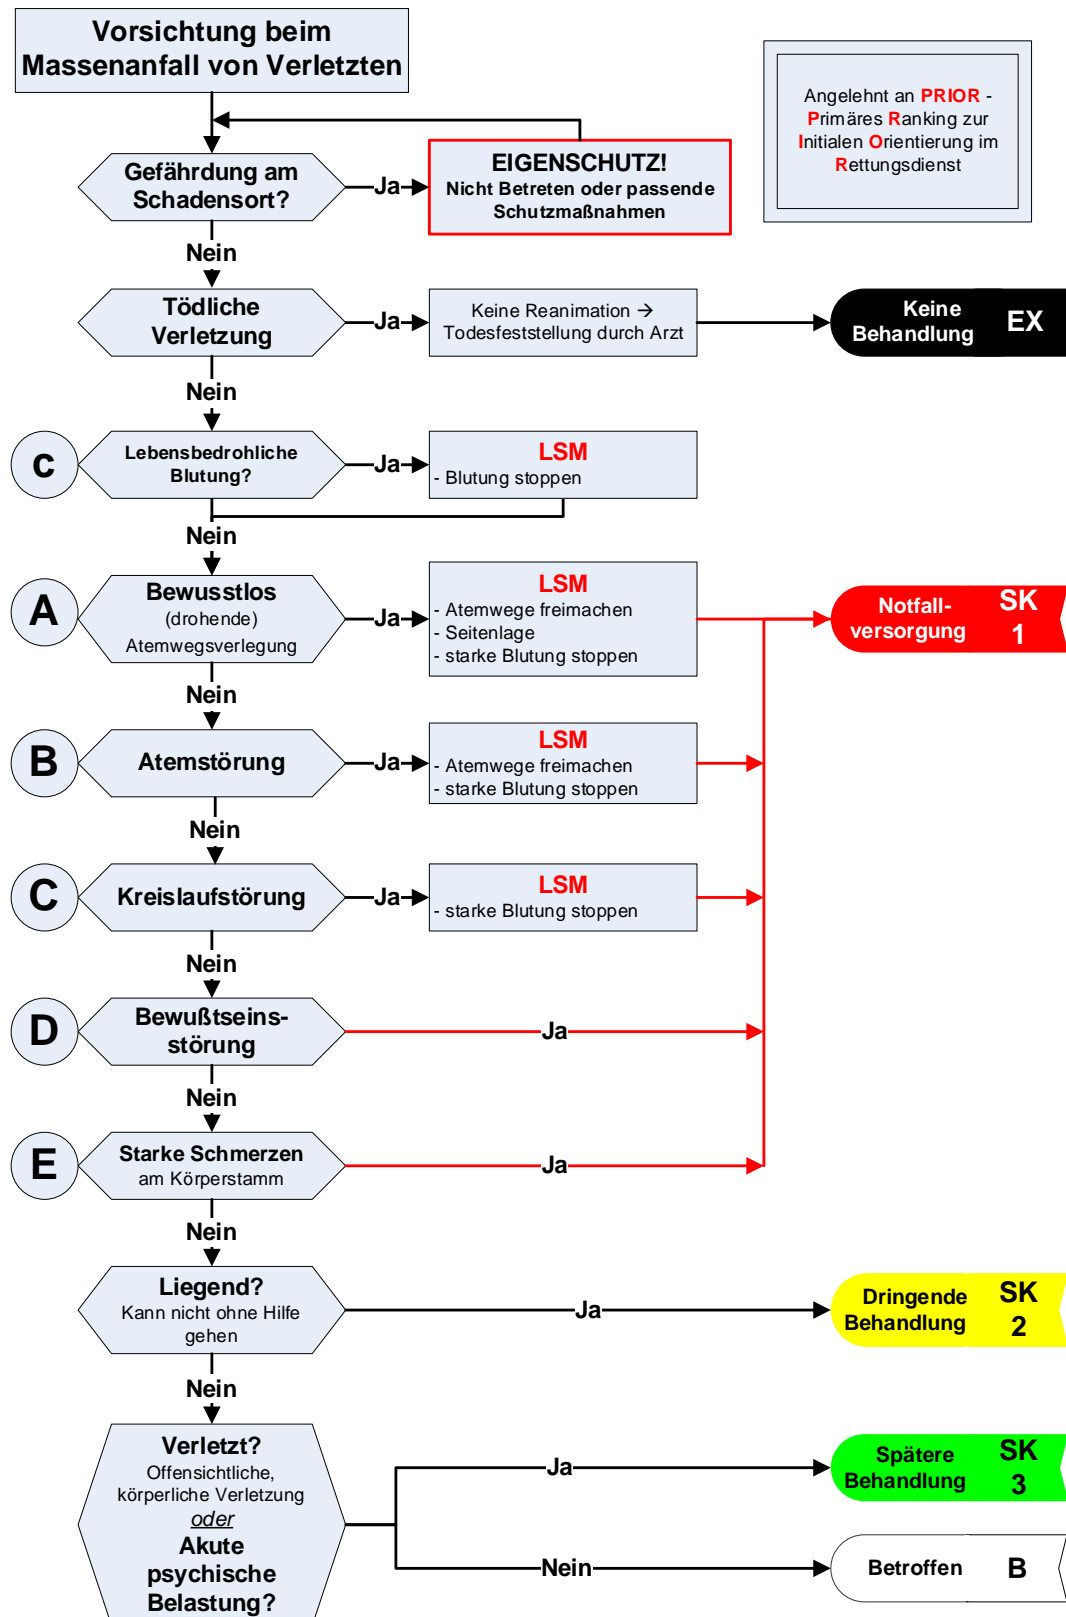 Vorsichtung beim
Massenanfall von Verletzten
Angelehnt an PRIOR -
Primäres Ranking zur
Initialen Orientierung im
Rettungsdienst
Gefährdung am
Schadensort?
Ja
EIGENSCHUTZ!
Nicht Betreten oder passende
Schutzmaßnahmen
Nein
Tödliche
Verletzung
Ja
Keine Reanimation →
Todesfeststellung durch Arzt
Keine
Behandlung
EX
Nein
c
Lebensbedrohliche
Blutung?
Ja
LSM
- Blutung stoppen
Nein
A
Bewusstlos
(drohende)
Atemwegsverlegung
Ja
LSM
- Atemwege freimachen
- Seitenlage
- starke Blutung stoppen
Notfall-
versorgung
SK
1
Nein
B
Atemstörung
Ja
LSM
- Atemwege freimachen
- starke Blutung stoppen
Nein
C
Kreislaufstörung
Ja
LSM
- starke Blutung stoppen
Nein
D
Bewußtseins-
störung
Ja
Nein
E
Starke Schmerzen
am Körperstamm
Ja
Nein
Liegend?
Kann nicht ohne Hilfe
gehen
Ja
Dringende
Behandlung
SK
2
Nein
Verletzt?
Offensichtliche,
körperliche Verletzung
oder
Akute
psychische
Belastung?
Ja
Spätere
Behandlung
SK
3
Nein
Betroffen
B